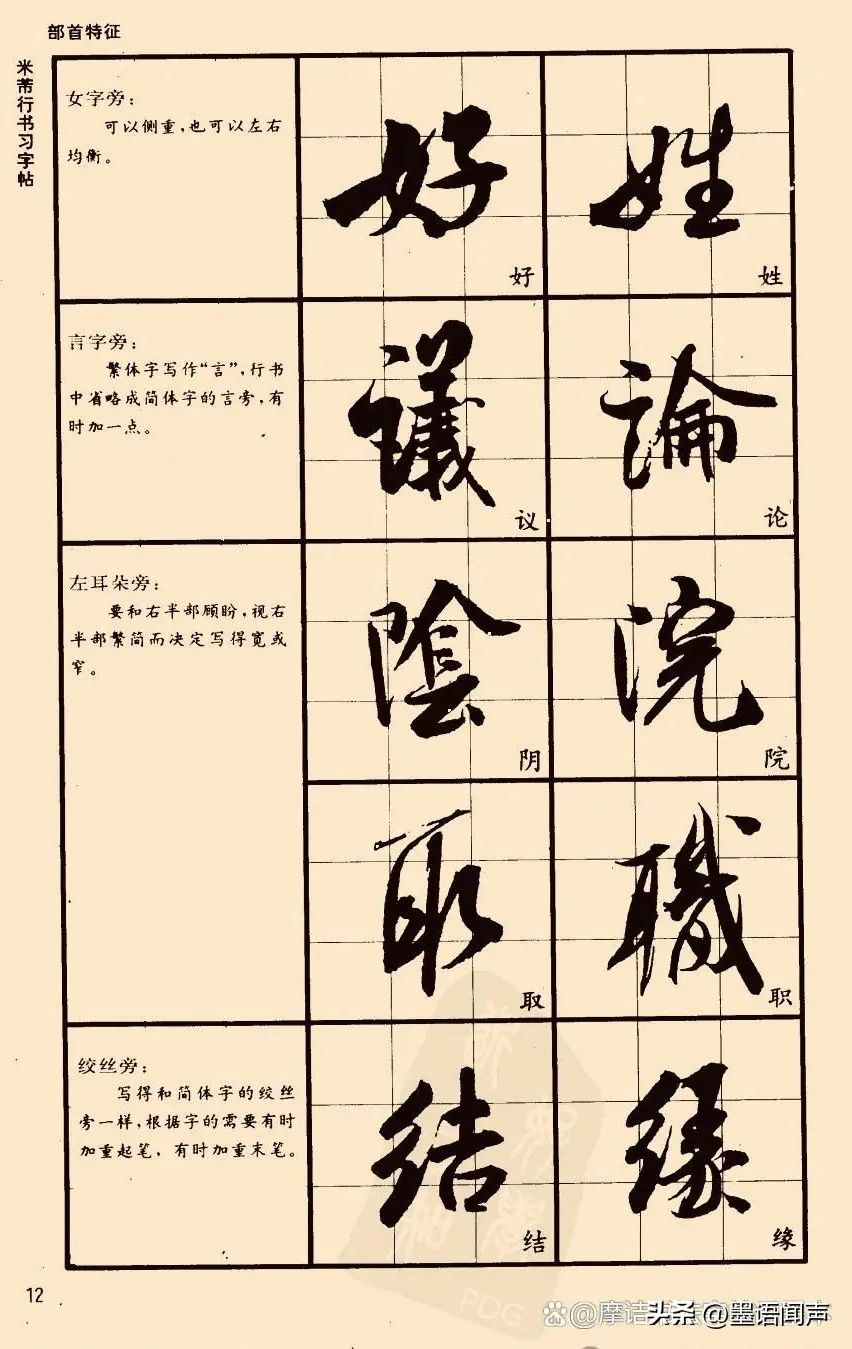 部首特征
米芾行书习字帖
女字旁：
可以侧重，也可以左右
均衡。
好
姓
好
姓
言字旁：
繁体字写作“言”，行书
中省略成简体字的言旁，有
时加一点。
議
論
议
论
左耳朵旁：
要和右半部顾盼，视右
半部繁简而决定写得宽或
窄。
陰
院
阴
院
取
職
取
职
绞丝旁：
写得和简体字的绞丝
旁一样，根据字的需要有时
加重起笔，有时加重末笔。
结
缘
结
缘
12
PDG
头条 @墨语闻声